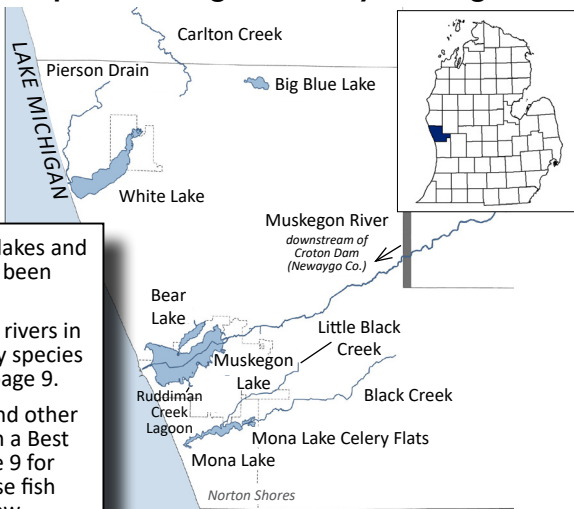 Carlton Creek
LAKE MICHIGAN
Pierson Drain
Big Blue Lake
White Lake
Muskegon River
downstream of
Croton Dam
(Newaygo Co.)
lakes and
been
rivers in
y species
age 9.
nd other
n a Best
e 9 for
se fish
Bear
Lake
Little Black
Creek
Muskegon
Lake
Ruddiman
Creek
Lagoon
Black Creek
Mona Lake Celery Flats
Mona Lake
Norton Shores